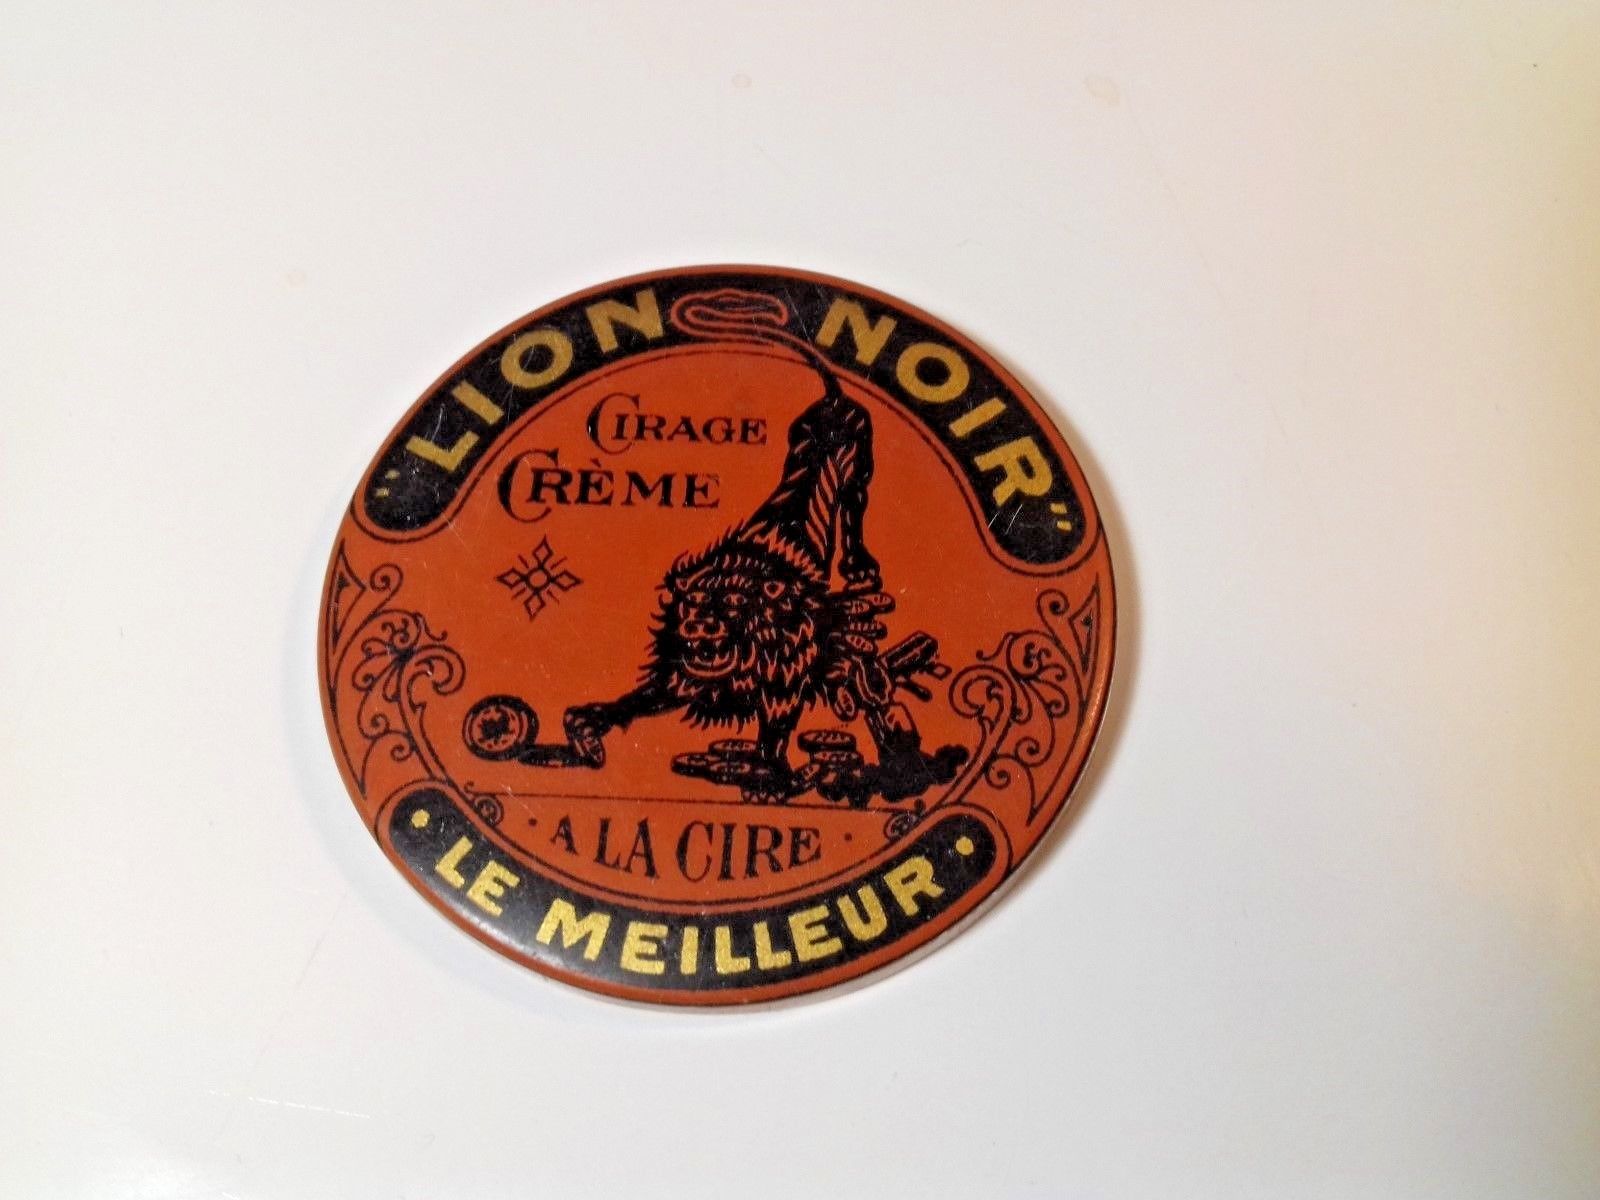 "LION NOIR"
CIRAGE
CRÈME
· A LA CIRE ·
· LE MEILLEUR ·